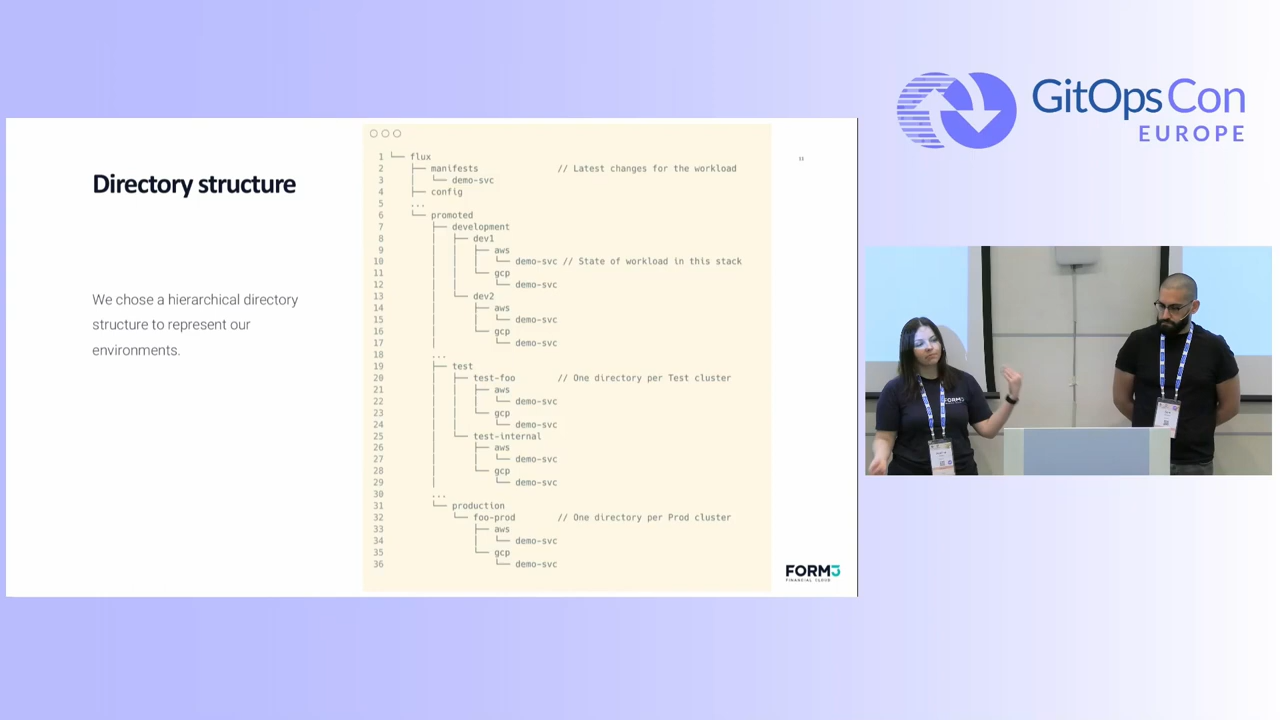 GitOps Con
EUROPE
Directory structure
We chose a hierarchical directory
structure to represent our
environments.
1 └── flux
2 ├── manifests // Latest changes for the workload
3 │ └── demo-svc
4 ├── config
5 ...
6 └── promoted
7 ├── development
8 │ ├── dev1
9 │ │ ├── aws
10 │ │ │ └── demo-svc // State of workload in this stack
11 │ │ └── gcp
12 │ │ └── demo-svc
13 │ └── dev2
14 │ ├── aws
15 │ │ └── demo-svc
16 │ └── gcp
17 │ └── demo-svc
18 ...
19 ├── test
20 │ ├── test-foo // One directory per Test cluster
21 │ │ ├── aws
22 │ │ │ └── demo-svc
23 │ │ └── gcp
24 │ │ └── demo-svc
25 │ └── test-internal
26 │ ├── aws
27 │ │ └── demo-svc
28 │ └── gcp
29 │ └── demo-svc
30 ...
31 └── production
32 └── foo-prod // One directory per Prod cluster
33 ├── aws
34 │ └── demo-svc
35 └── gcp
36 └── demo-svc
"
FORM3
FINANCIAL CLOUD
FORM3